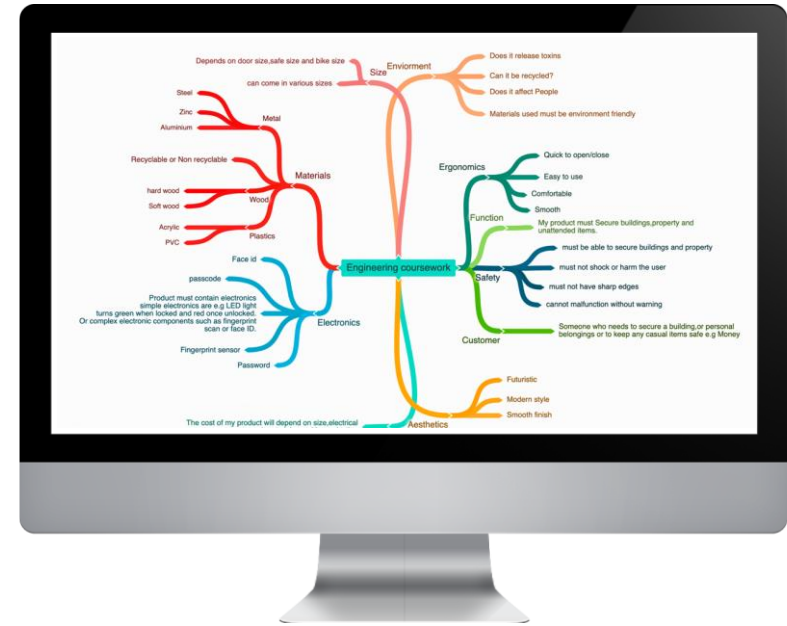 Engineering coursework
Size
Depends on door size,safe size and bike size
can come in various sizes
Enviorment
Does it release toxins
Can it be recycled?
Does it affect People
Materials used must be environment friendly
Materials
Metal
Steel
Zinc
Aluminium
Recyclable or Non recyclable
Wood
hard wood
Soft wood
Plastics
Acrylic
PVC
Ergonomics
Quick to open/close
Easy to use
Comfortable
Smooth
Function
My product must Secure buildings,property and
unattended items.
Safety
must be able to secure buildings and property
must not shock or harm the user
must not have sharp edges
cannot malfunction without warning
Customer
Someone who needs to secure a building,or personal
belongings or to keep any casual items safe e.g Money
Electronics
Face id
passcode
Product must contain electronics
simple electronics are e.g LED light
turns green when locked and red once unlocked.
Or complex electronic components such as fingerprint
scan or face ID.
Fingerprint sensor
Password
Aesthetics
Futuristic
Modern style
Smooth finish
The cost of my product will depend on size,electrical